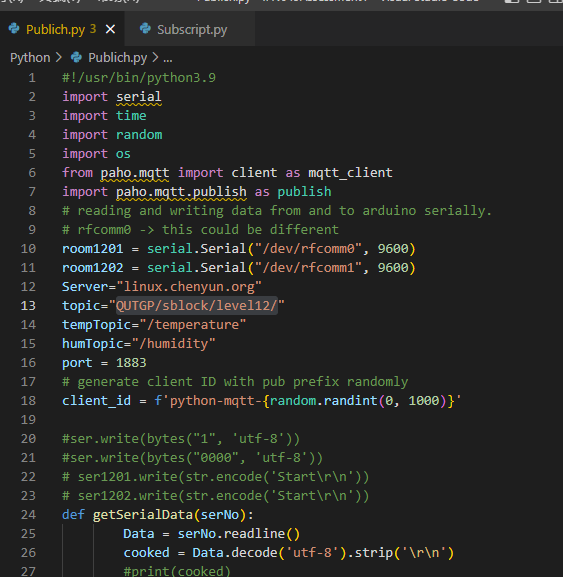 Publich.py 3 Subscript.py
Python > Publich.py > ...
1 #!/usr/bin/python3.9
2 import serial
3 import time
4 import random
5 import os
6 from paho.mqtt import client as mqtt_client
7 import paho.mqtt.publish as publish
8 # reading and writing data from and to arduino serially.
9 # rfcomm0 -> this could be different
10 room1201 = serial.Serial("/dev/rfcomm0", 9600)
11 room1202 = serial.Serial("/dev/rfcomm1", 9600)
12 Server="linux.chenyun.org"
13 topic="QUTGP/sblock/level12/"
14 tempTopic="/temperature"
15 humTopic="/humidity"
16 port = 1883
17 # generate client ID with pub prefix randomly
18 client_id = f'python-mqtt-{random.randint(0, 1000)}'
19
20 #ser.write(bytes("1", 'utf-8'))
21 #ser.write(bytes("0000", 'utf-8'))
22 # ser1201.write(str.encode('Start\r\n'))
23 # ser1202.write(str.encode('Start\r\n'))
24 def getSerialData(serNo):
25 Data = serNo.readline()
26 cooked = Data.decode('utf-8').strip('\r\n')
27 #print(cooked)